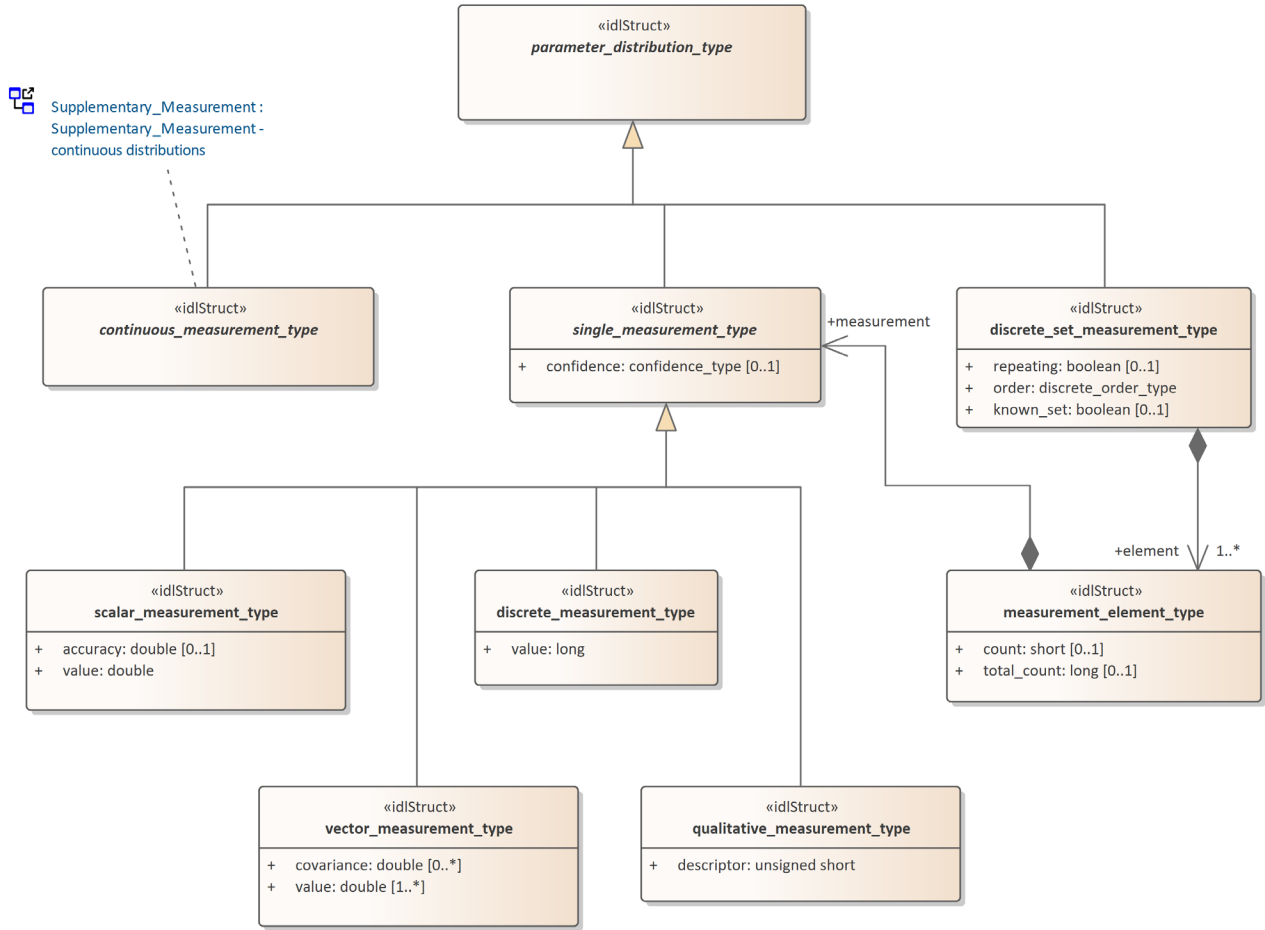 «idlStruct»
parameter_distribution_type
Supplementary_Measurement :
Supplementary_Measurement -
continuous distributions
«idlStruct»
continuous_measurement_type
«idlStruct»
single_measurement_type
+ confidence: confidence_type [0..1]
+measurement
«idlStruct»
discrete_set_measurement_type
+ repeating: boolean [0..1]
+ order: discrete_order_type
+ known_set: boolean [0..1]
+element 1..*
«idlStruct»
scalar_measurement_type
+ accuracy: double [0..1]
+ value: double
«idlStruct»
discrete_measurement_type
+ value: long
«idlStruct»
measurement_element_type
+ count: short [0..1]
+ total_count: long [0..1]
«idlStruct»
vector_measurement_type
+ covariance: double [0..*]
+ value: double [1..*]
«idlStruct»
qualitative_measurement_type
+ descriptor: unsigned short